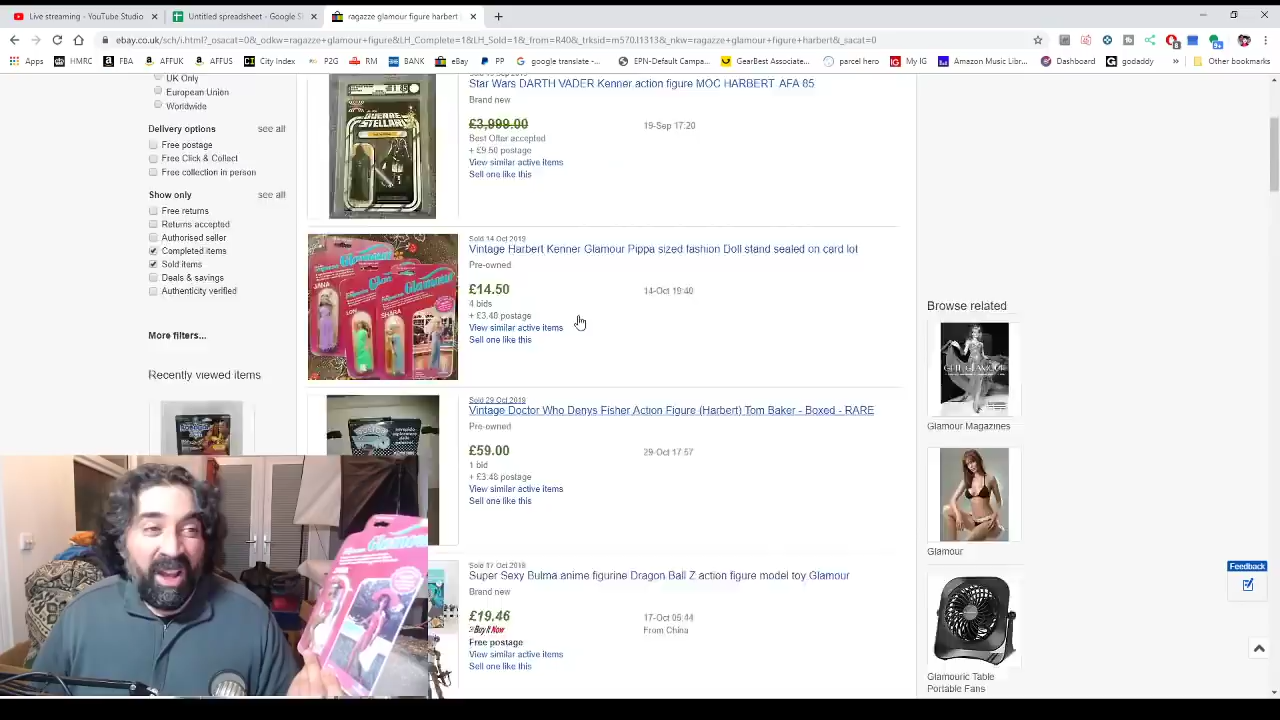 Live streaming - YouTube Studio
Untitled spreadsheet - Google S
ragazze glamour figure harbert
ebay.co.uk/sch/i.html?_osacat=0&_odkw=ragazze+glamour+figure&LH_Complete=1&LH_Sold=1&_from=R40&_trksid=m570.l1313&_nkw=ragazze+glamour+figure+harbert&_sacat=0
Apps HMRC FBA AFFUK AFFUS City Index P2G RM BANK eBay PP google translate -... EPN-Default Campa... GearBest Associate... parcel hero My IG Amazon Music Libr... Dashboard godaddy » Other bookmarks
UK Only
European Union
Worldwide
Delivery options see all
Free postage
Free Click & Collect
Free collection in person
Show only see all
Free returns
Returns accepted
Authorised seller
Completed items
Sold items
Deals & savings
Authenticity verified
More filters...
Recently viewed items
GUERRE STELLARI
Star Wars DARTH VADER Kenner action figure MOC HARBERT AFA 85
Brand new
£3,999.00 19-Sep 17:20
Best Offer accepted
+ £9.50 postage
View similar active items
Sell one like this
Glamour
JANA
SHARA
Sold 14 Oct 2019
Vintage Harbert Kenner Glamour Pippa sized fashion Doll stand sealed on card lot
Pre-owned
£14.50 14-Oct 19:40
4 bids
+ £3.48 postage
View similar active items
Sell one like this
Sold 29 Oct 2019
Vintage Doctor Who Denys Fisher Action Figure (Harbert) Tom Baker - Boxed - RARE
Pre-owned
£59.00 29-Oct 17:57
1 bid
+ £3.48 postage
View similar active items
Sell one like this
Super Sexy Bulma anime figurine Dragon Ball Z action figure model toy Glamour
Brand new
£19.46 17-Oct 06:44
Buy It Now From China
Free postage
View similar active items
Sell one like this
Browse related
Glamour Magazines
Glamour
Glamouric Table
Portable Fans
Feedback
Glamour